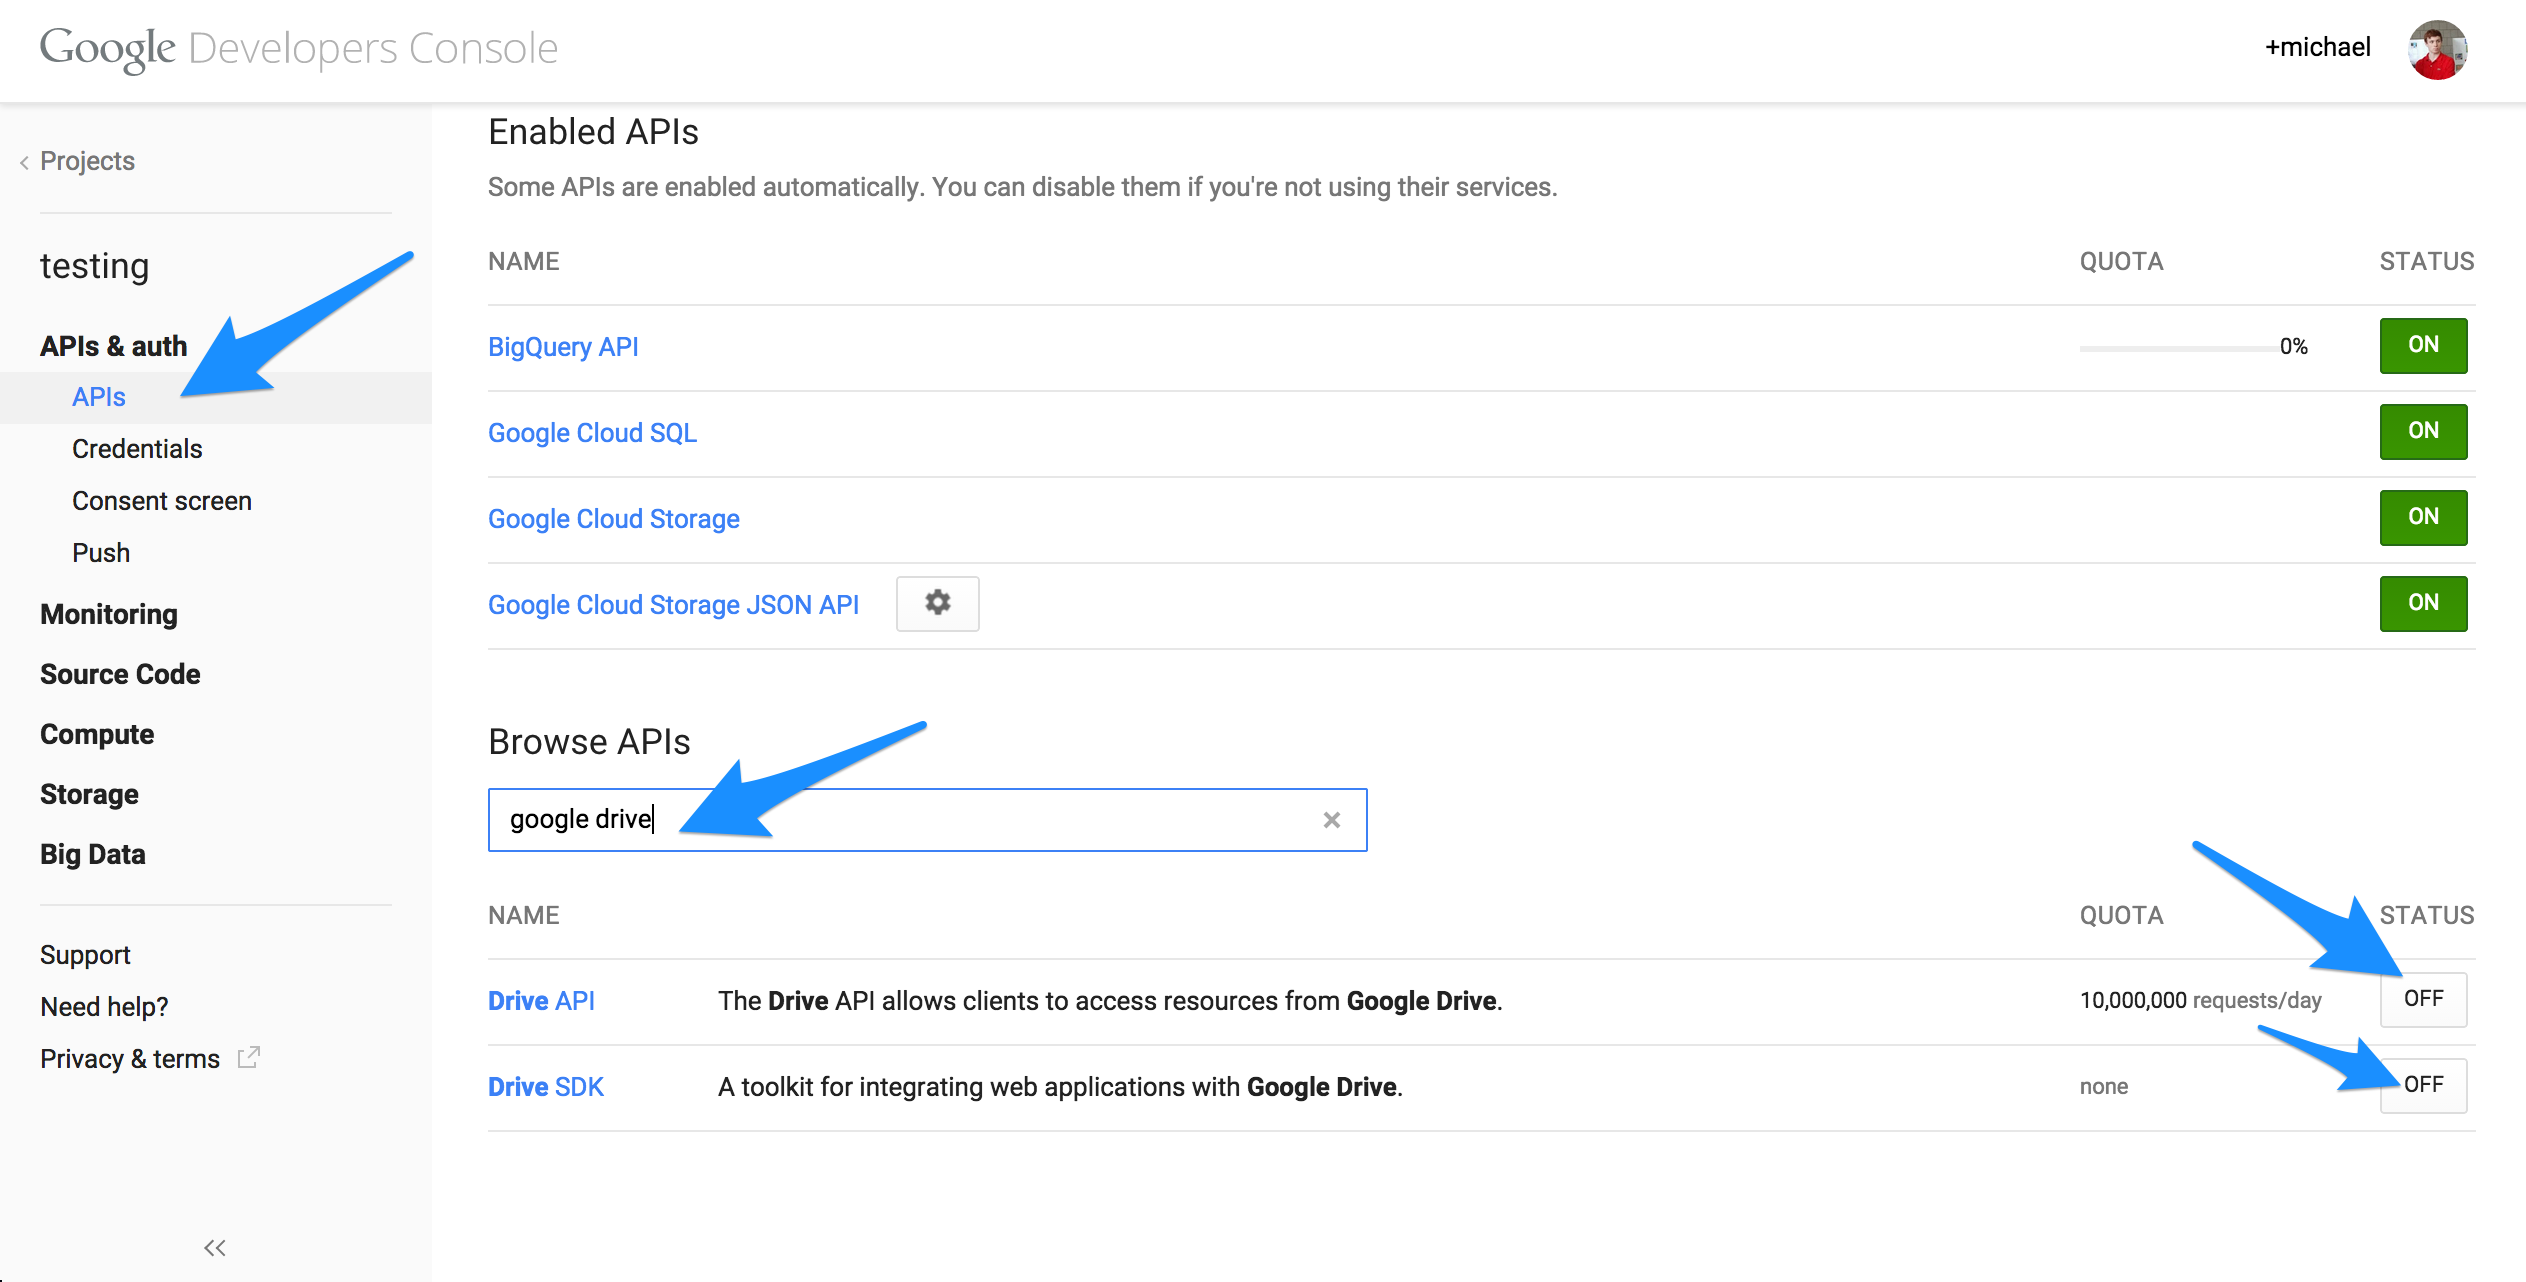 Google Developers Console
+michael
Projects
testing
APIs & auth
APIs
Credentials
Consent screen
Push
Monitoring
Source Code
Compute
Storage
Big Data
Support
Need help?
Privacy & terms
Enabled APIs
Some APIs are enabled automatically. You can disable them if you're not using their services.
NAME QUOTA STATUS
BigQuery API 0% ON
Google Cloud SQL ON
Google Cloud Storage ON
Google Cloud Storage JSON API ON
Browse APIs
google drive
NAME QUOTA STATUS
Drive API The Drive API allows clients to access resources from Google Drive. 10,000,000 requests/day OFF
Drive SDK A toolkit for integrating web applications with Google Drive. none OFF